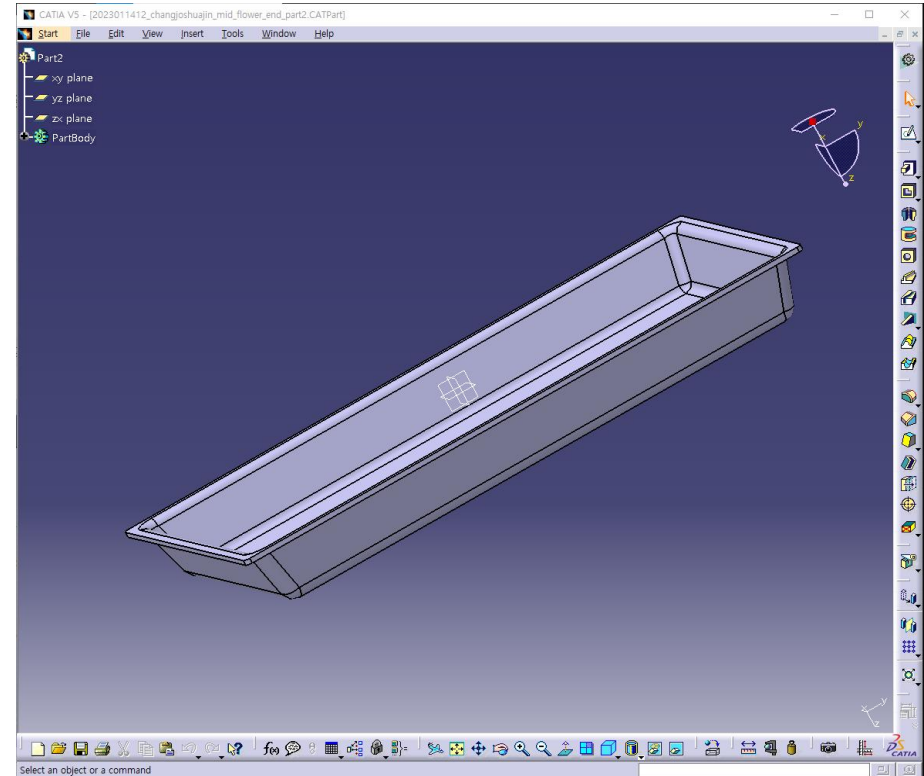 CATIA V5 - [2023011412_changjoshuajin_mid_flower_end_part2.CATPart]
Start File Edit View Insert Tools Window Help
Part2
xy plane
yz plane
zx plane
PartBody
y
x
z
x y
z
f(x)
CATIA
Select an object or a command